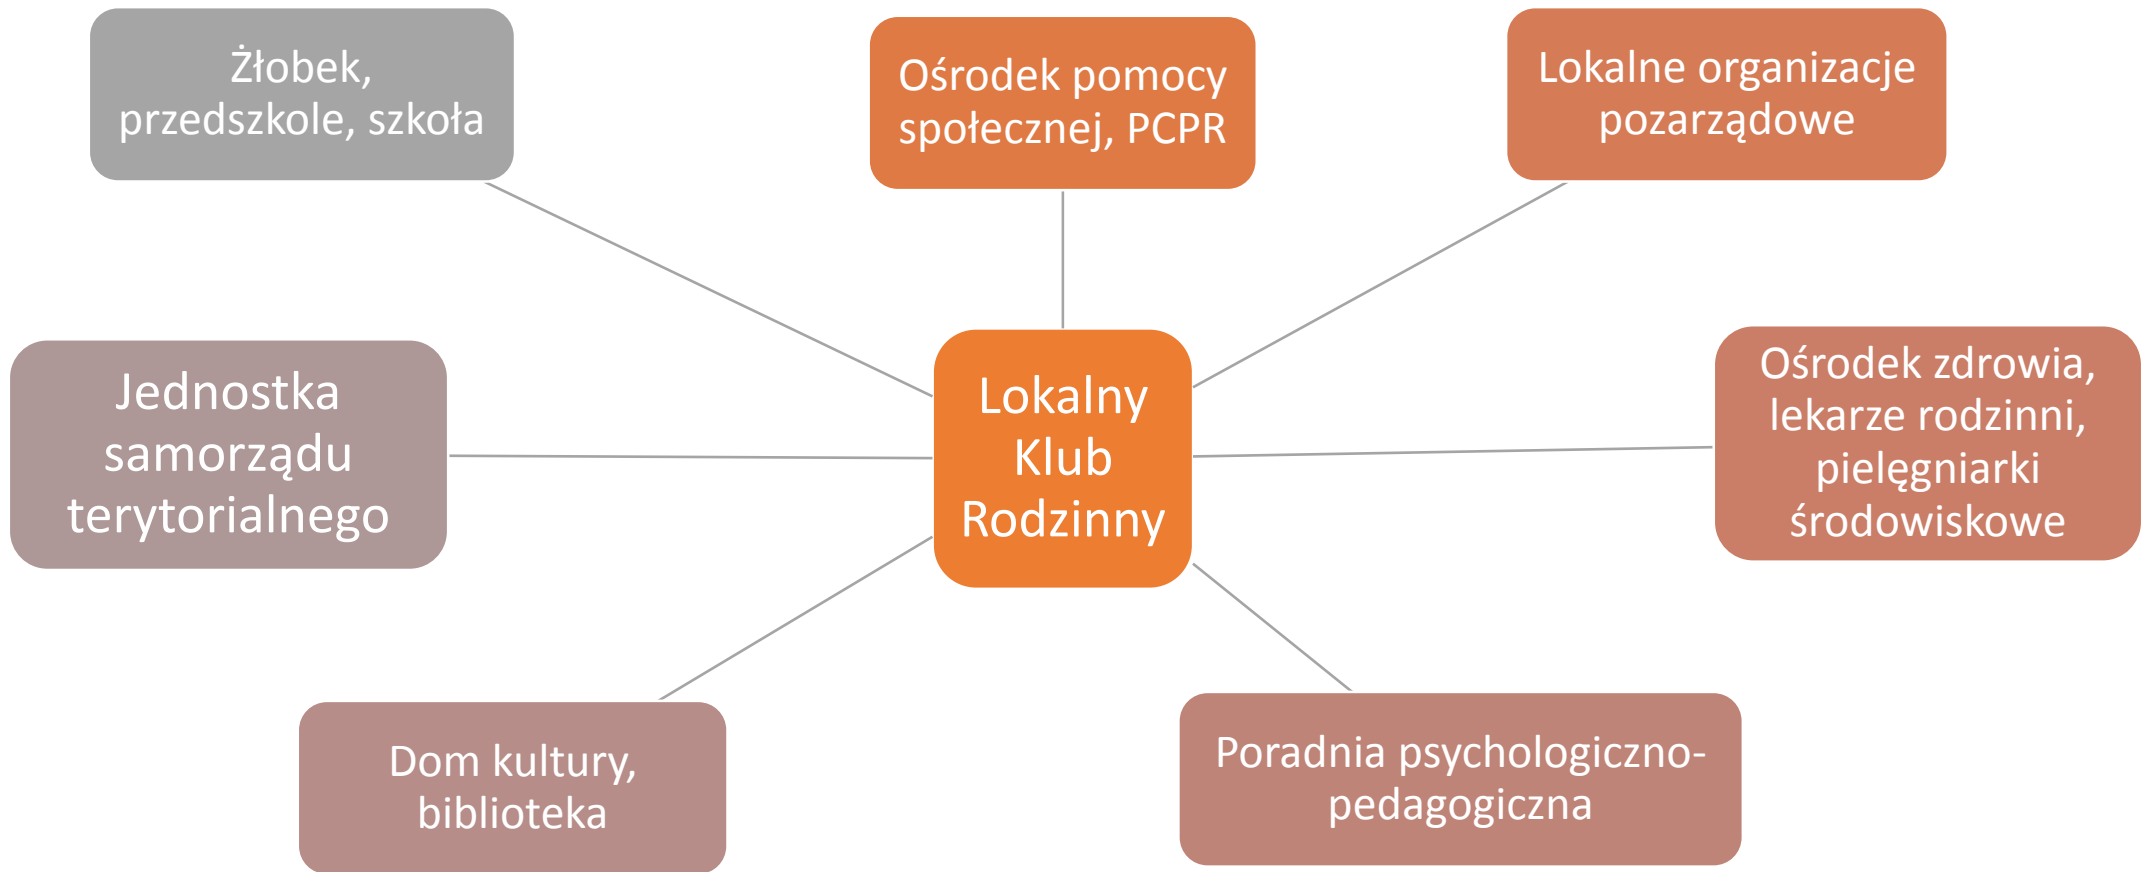 Żłobek,
przedszkole, szkoła
Ośrodek pomocy
społecznej, PCPR
Lokalne organizacje
pozarządowe
Jednostka
samorządu
terytorialnego
Lokalny
Klub
Rodzinny
Ośrodek zdrowia,
lekarze rodzinni,
pielęgniarki
środowiskowe
Dom kultury,
biblioteka
Poradnia psychologiczno-
pedagogiczna